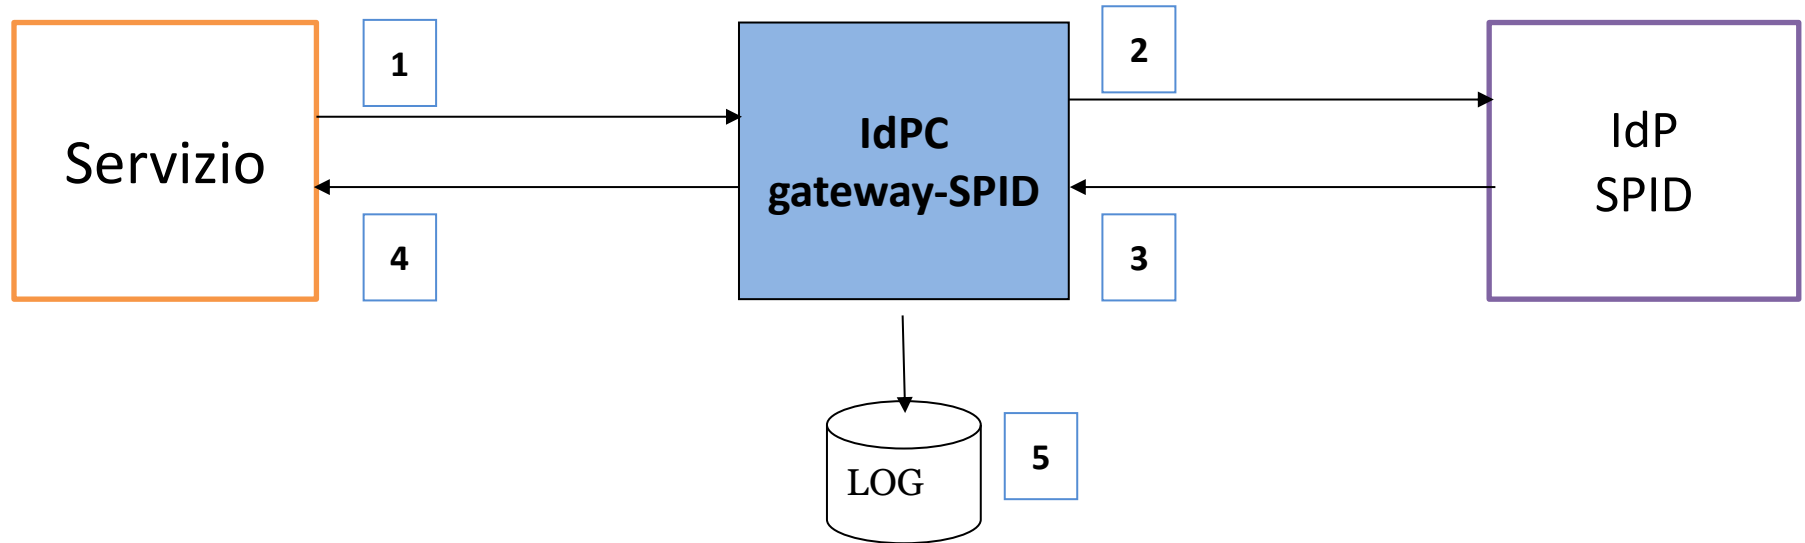 1
2
Servizio
IdPC
gateway-SPID
IdP
SPID
4
3
LOG
5